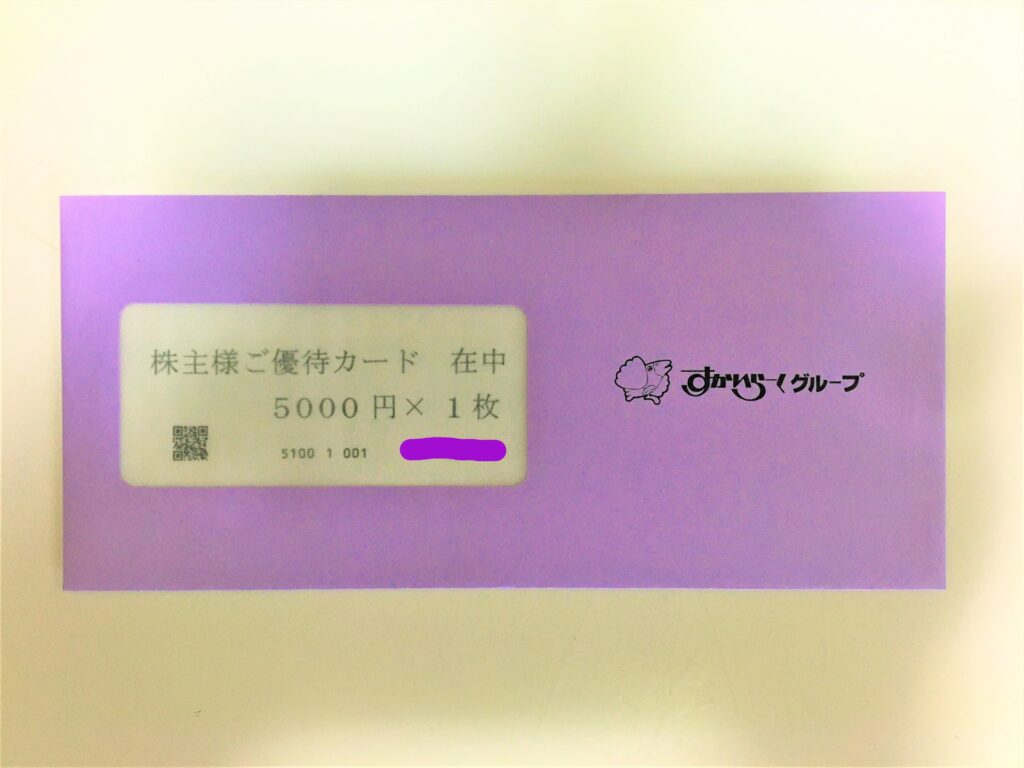 株主様ご優待カード　在中
5000円×1枚
5100 1 001
すかいらーくグループ